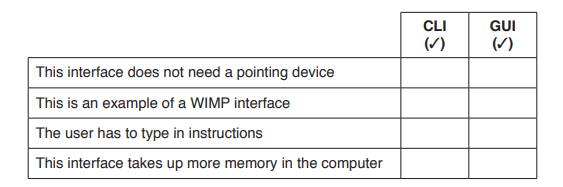 CLI GUI
(✓) (✓)
This interface does not need a pointing device
This is an example of a WIMP interface
The user has to type in instructions
This interface takes up more memory in the computer